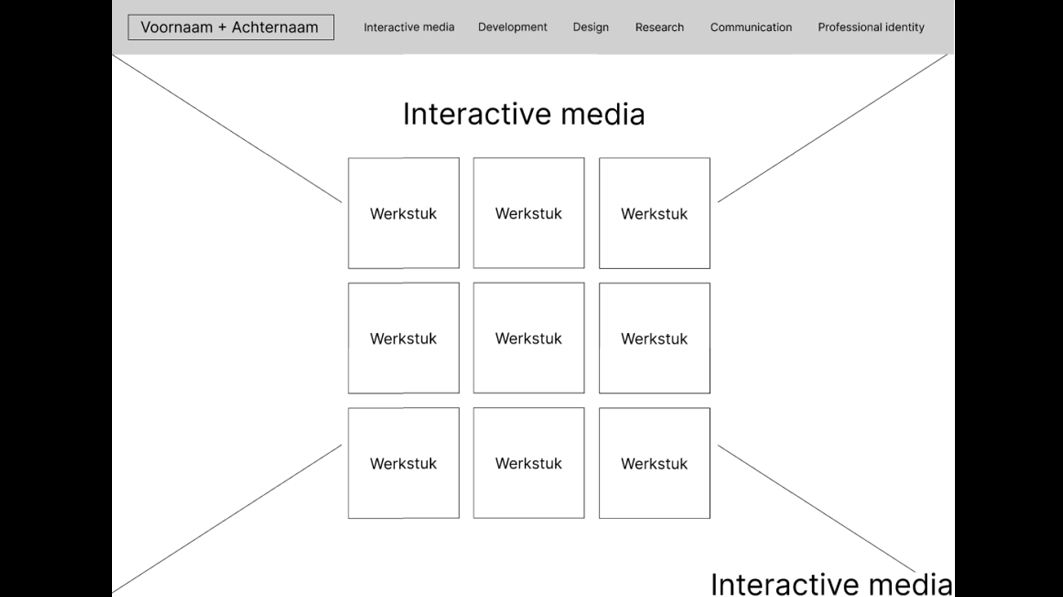 Voornaam + Achternaam Interactive media Development Design Research Communication Professional identity
Interactive media
Werkstuk Werkstuk Werkstuk
Werkstuk Werkstuk Werkstuk
Werkstuk Werkstuk Werkstuk
Interactive media